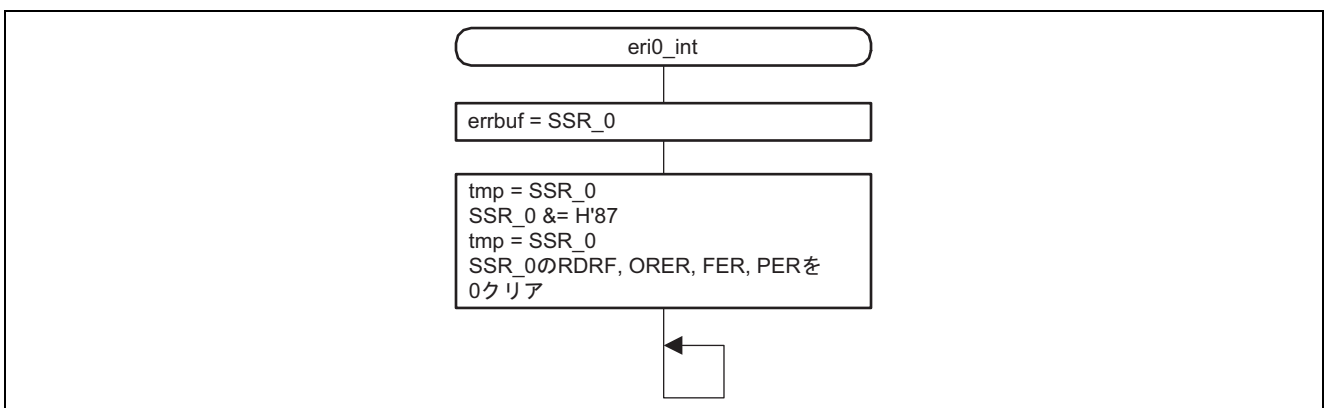 eri0_int
errbuf = SSR_0
tmp = SSR_0
SSR_0 &= H'87
tmp = SSR_0
SSR_0のRDRF, ORER, FER, PERを
0クリア